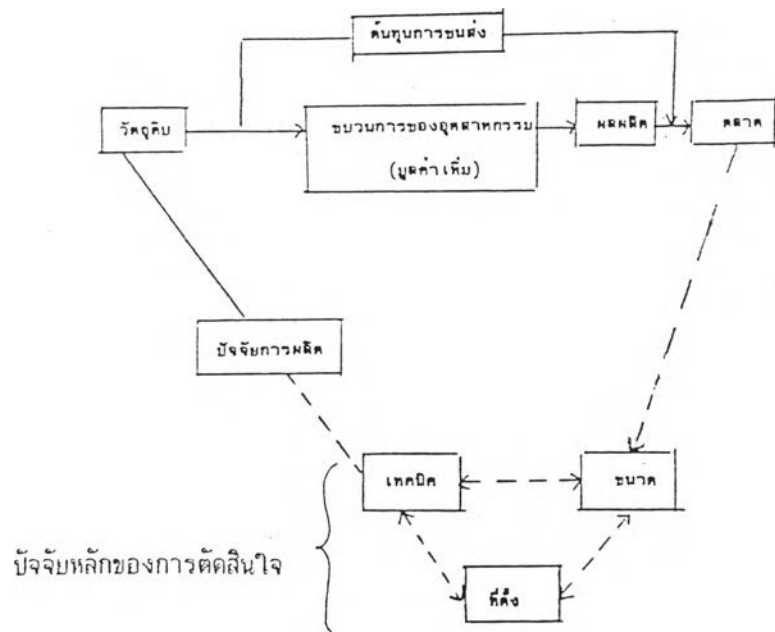 ต้นทุนการขนส่ง
วัตถุดิบ
ขบวนการของอุตสาหกรรม
(มูลค่าเพิ่ม)
ผลผลิต
ตลาด
ปัจจัยการผลิต
เทคนิค
ขนาด
ปัจจัยหลักของการตัดสินใจ
ที่ตั้ง